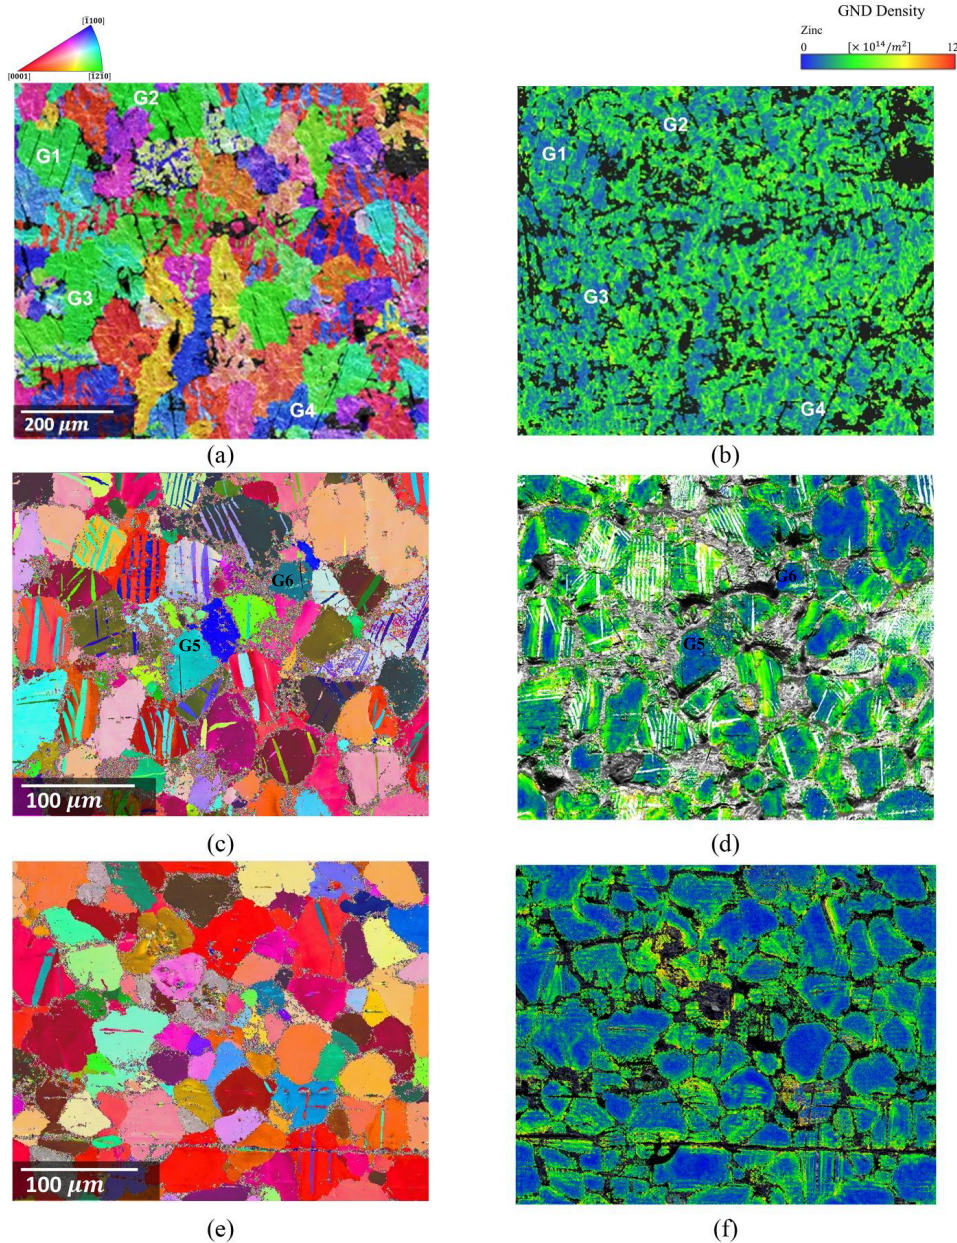 GND Density
Zinc
0 [× 10¹⁴/m²] 12
[1̄100]
[0001] [12̄10]
G2
G1
G3
G4
200 μm
G2
G1
G3
G4
(a) (b)
G6
G5
100 μm
G6
G5
(c) (d)
100 μm
(e) (f)